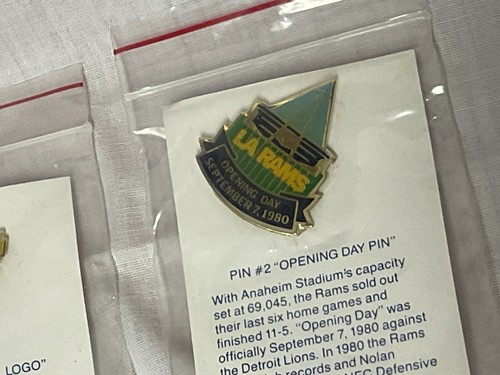 LA RAMS
OPENING DAY
SEPTEMBER 7, 1980
PIN #2 "OPENING DAY PIN"
With Anaheim Stadium's capacity
set at 69,045, the Rams sold out
their last six home games and
finished 11-5. "Opening Day" was
officially September 7, 1980 against
the Detroit Lions. In 1980 the Rams
records and Nolan
NFC Defensive
LOGO"